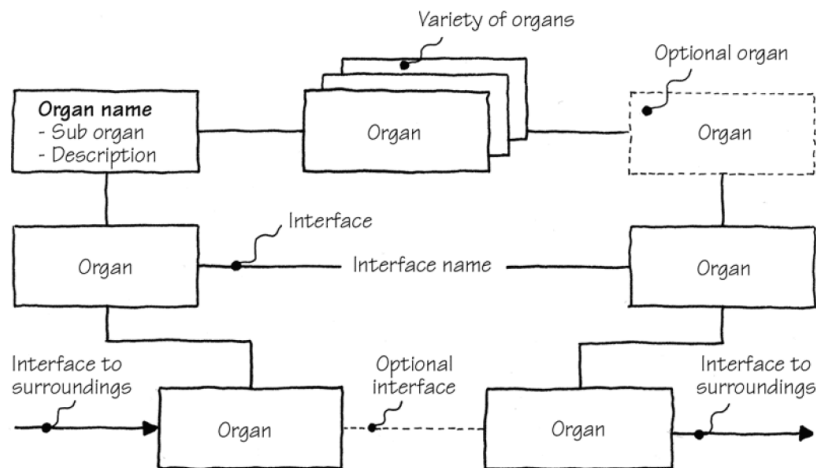 Variety of organs
Optional organ
Organ name
- Sub organ
- Description
Organ
Organ
Interface
Organ
Interface name
Organ
Interface to
surroundings
Optional
interface
Interface to
surroundings
Organ
Organ